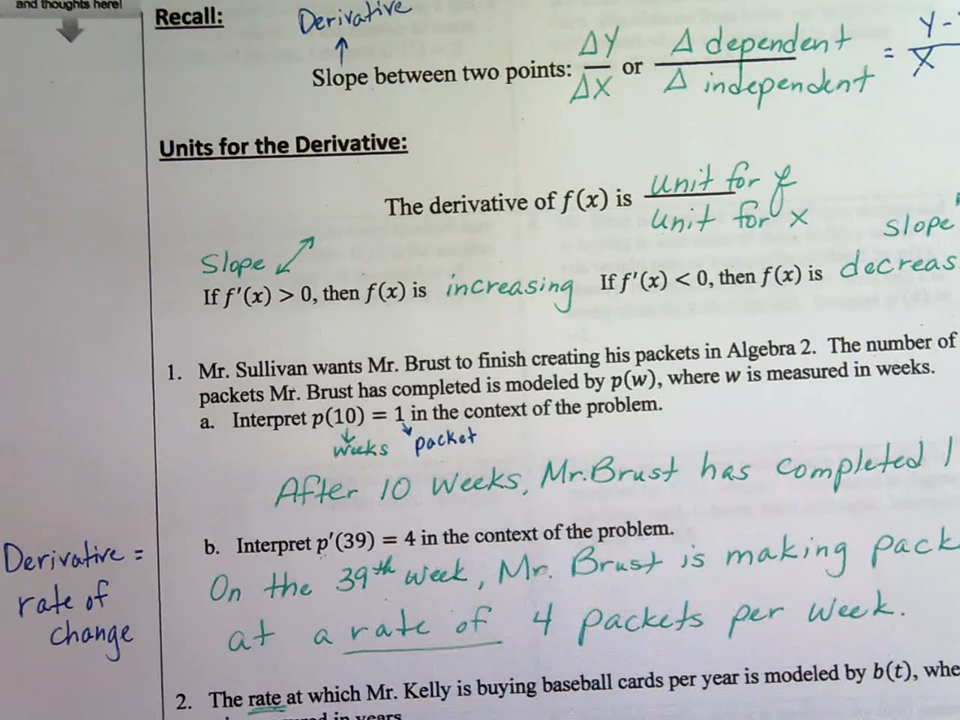 and thoughts here!
Recall:
Derivative
Slope between two points: ΔY/ΔX or Δ dependent/Δ independent = Y-/X
Units for the Derivative:
The derivative of f(x) is unit for f/unit for x
Slope
slope
If f'(x) > 0, then f(x) is increasing If f'(x) < 0, then f(x) is decreas
1. Mr. Sullivan wants Mr. Brust to finish creating his packets in Algebra 2. The number of
packets Mr. Brust has completed is modeled by p(w), where w is measured in weeks.
a. Interpret p(10) = 1 in the context of the problem.
weeks packet
After 10 weeks, Mr. Brust has completed 1
b. Interpret p'(39) = 4 in the context of the problem.
On the 39th week, Mr. Brust is making pack
at a rate of 4 packets per week.
Derivative =
rate of
change
2. The rate at which Mr. Kelly is buying baseball cards per year is modeled by b(t), whe
in years